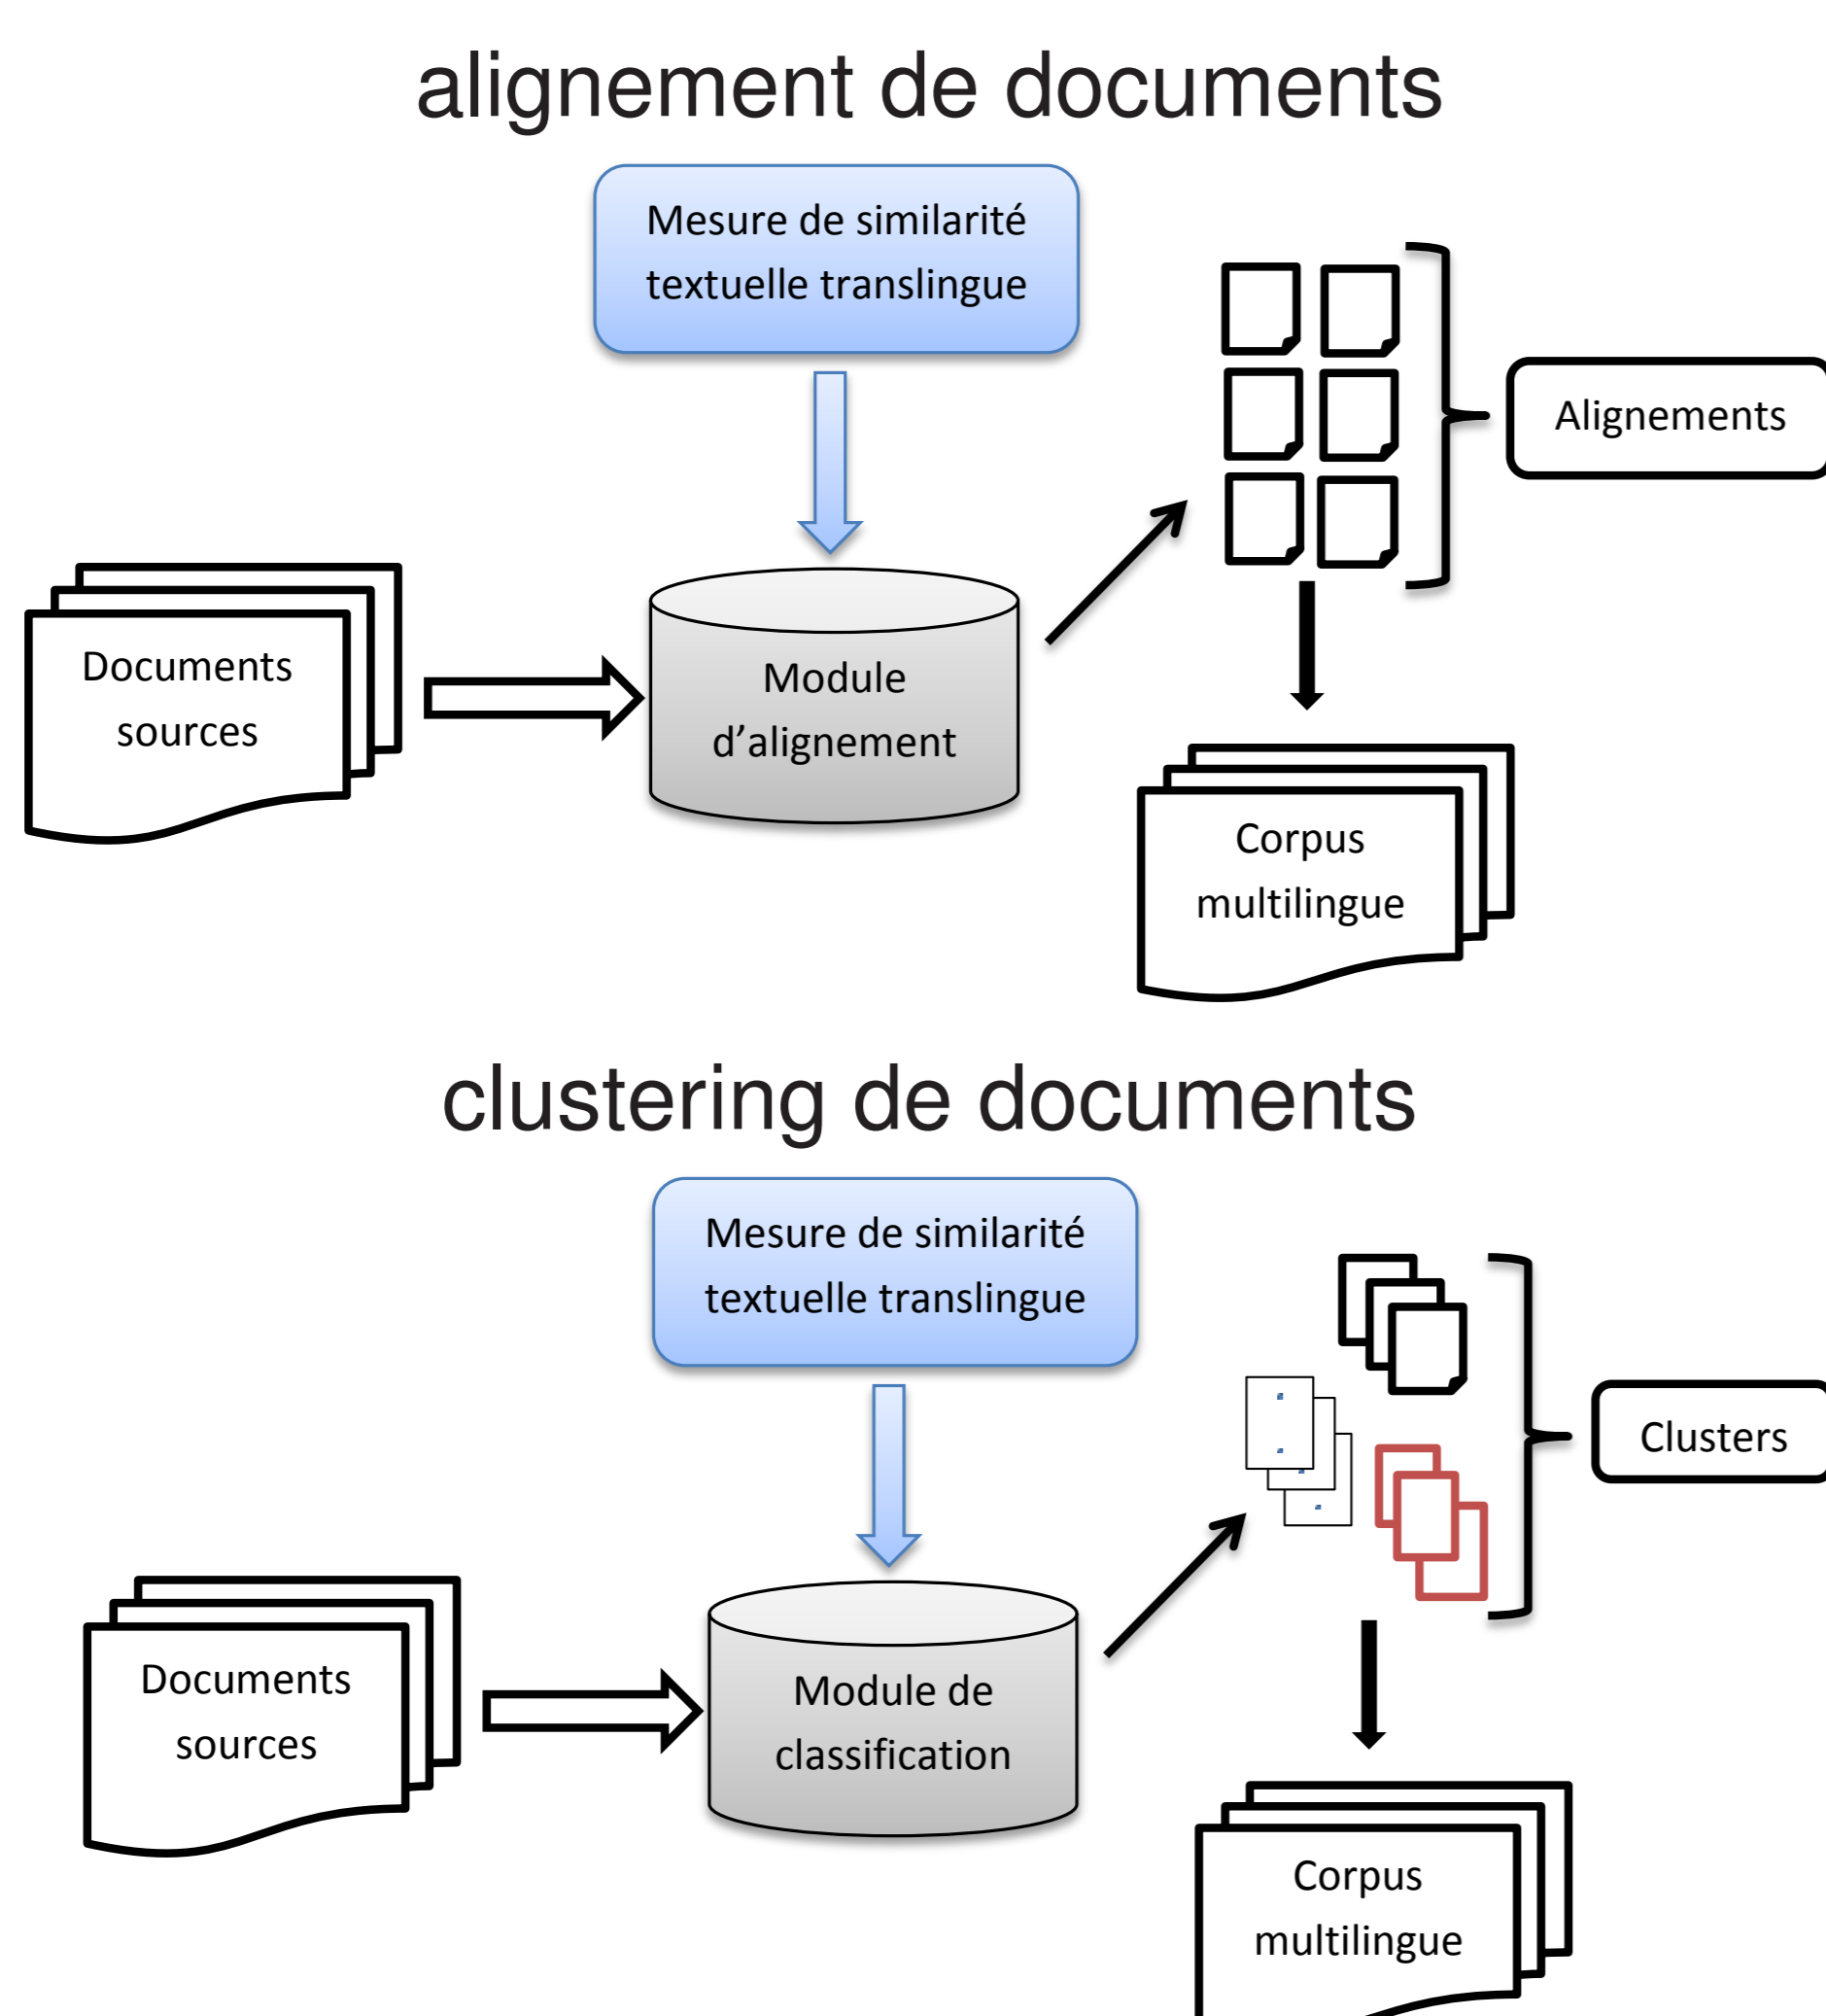 alignement de documents
Mesure de similarité
textuelle translingue
Alignements
Documents
sources
Module
d’alignement
Corpus
multilingue
clustering de documents
Mesure de similarité
textuelle translingue
Clusters
Documents
sources
Module de
classification
Corpus
multilingue